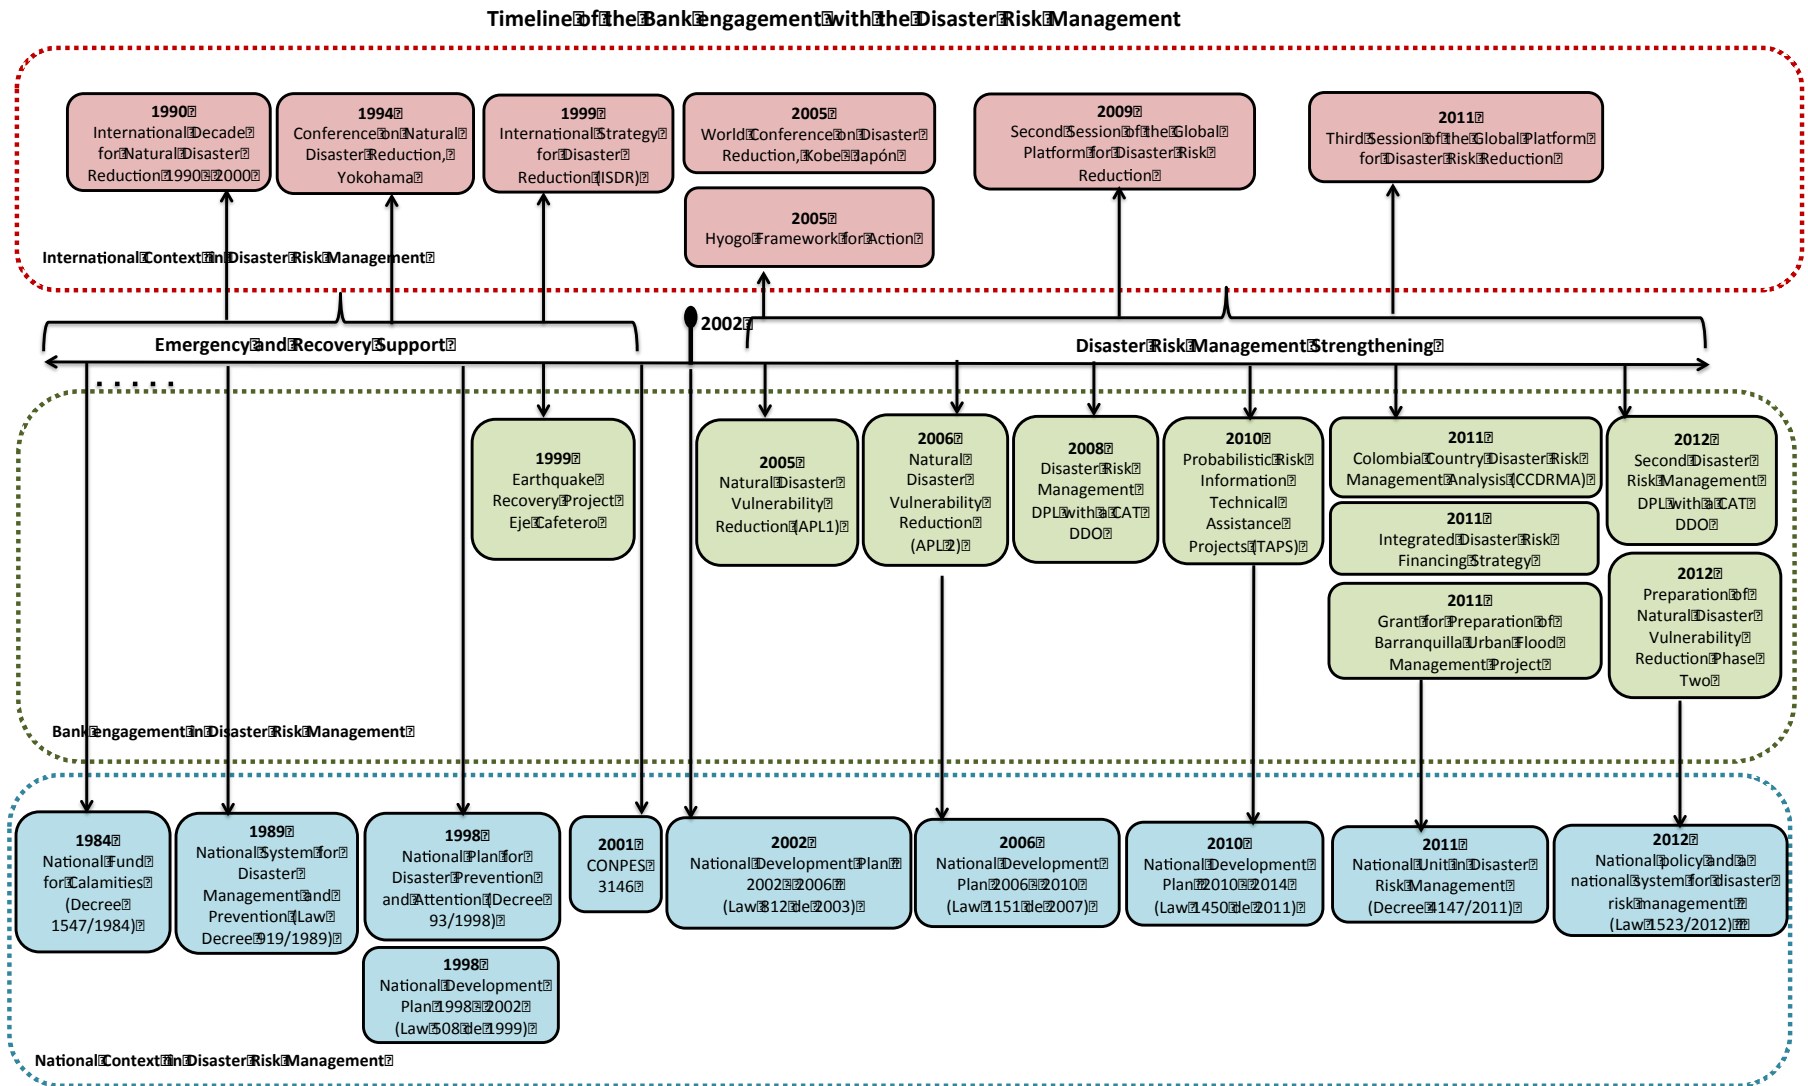 Timeline of the Bank engagement with the Disaster Risk Management
1990
International Decade
for Natural Disaster
Reduction 1990 - 2000
1994
Conference on Natural
Disaster Reduction,
Yokohama
1999
International Strategy
for Disaster
Reduction (ISDR)
2005
World Conference on Disaster
Reduction, Kobe - Japón
2005
Hyogo Framework for Action
2009
Second Session of the Global
Platform for Disaster Risk
Reduction
2011
Third Session of the Global Platform
for Disaster Risk Reduction
International Context in Disaster Risk Management
2002
Emergency and Recovery Support
Disaster Risk Management Strengthening
. . . . .
1999
Earthquake
Recovery Project
Eje Cafetero
2005
Natural Disaster
Vulnerability
Reduction (APL1)
2006
Natural
Disaster
Vulnerability
Reduction
(APL 2)
2008
Disaster Risk
Management
DPL with a CAT
DDO
2010
Probabilistic Risk
Information
Technical
Assistance
Projects (TAPS)
2011
Colombia Country Disaster Risk
Management Analysis (CCDRMA)
2011
Integrated Disaster Risk
Financing Strategy
2011
Grant for Preparation of
Barranquilla Urban Flood
Management Project
2012
Second Disaster
Risk Management
DPL with a CAT
DDO
2012
Preparation of
Natural Disaster
Vulnerability
Reduction Phase
Two
Bank engagement in Disaster Risk Management
1984
National Fund
for Calamities
(Decree
1547/1984)
1989
National System for
Disaster
Management and
Prevention (Law
Decree 919/1989)
1998
National Plan for
Disaster Prevention
and Attention (Decree
93/1998)
1998
National Development
Plan 1998 - 2002
(Law 508 de 1999)
2001
CONPES
3146
2002
National Development Plan
2002 - 2006
(Law 812 de 2003)
2006
National Development
Plan 2006 - 2010
(Law 1151 de 2007)
2010
National Development
Plan 2010 - 2014
(Law 1450 de 2011)
2011
National Unit in Disaster
Risk Management
(Decree 4147/2011)
2012
National policy and a
national system for disaster
risk management
(Law 1523/2012)
National Context in Disaster Risk Management